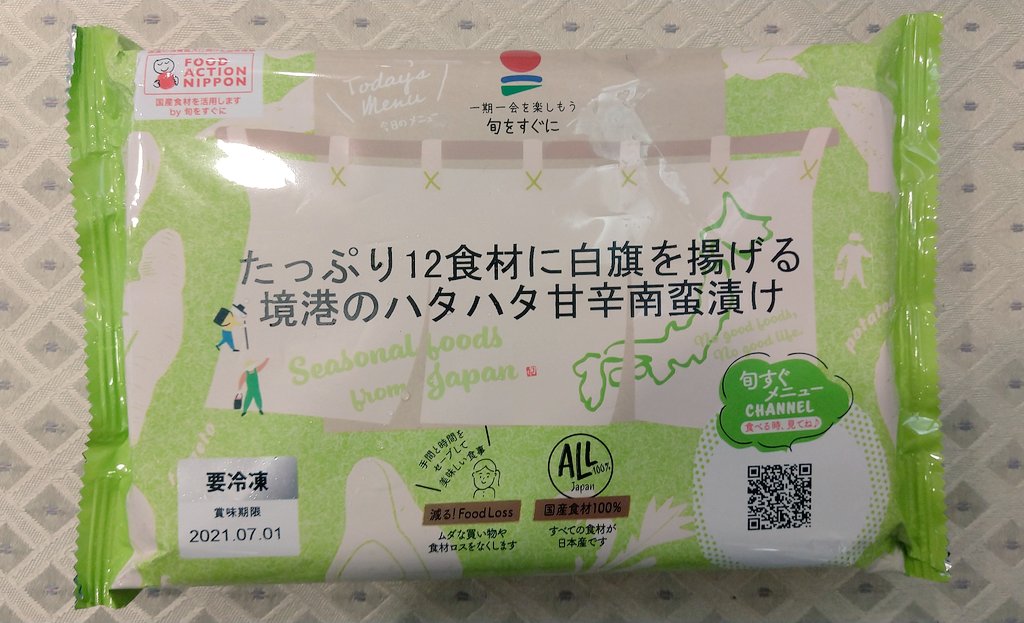 FOOD
ACTION
NIPPON
国産食材を活用します
by 旬をすぐに
Today's
Menu
今日のメニュー
一期一会を楽しもう
旬をすぐに
たっぷり12食材に白旗を揚げる
境港のハタハタ甘辛南蛮漬け
Seasonal foods
from Japan
No good foods,
No good life.
potato
旬すぐ
メニュー
CHANNEL
食べる時、見てね♪
要冷凍
賞味期限
2021.07.01
手間と時間を
セーブして
美味しい食事
減る!Food Loss
ムダな買い物や
食材ロスをなくします
ALL
100%
Japan
国産食材100%
すべての食材が
日本産です